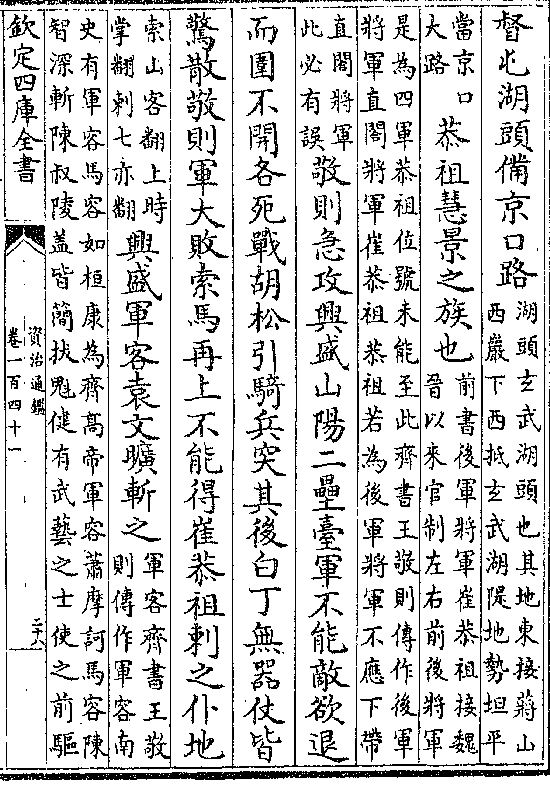 督屯湖頭備京口路湖頭𤣥武湖頭也其地東接蔣山
西巖下西抵𤣥武湖隄地勢坦平
當京口
大路恭祖慧景之族也前書後軍將軍崔恭祖接魏
晉以來官制左右前後將軍
是為四軍恭祖位號未能至此齊書王敬則傳作後軍
將軍直閤將軍崔恭祖恭祖若為後軍將軍不應下帶
直閤將軍
此必有誤敬則急攻興盛山陽二壘臺軍不能敵欲退
而圍不開各死戰胡松引騎兵突其後白丁無器仗皆
驚散敬則軍大敗索馬再上不能得崔恭祖刺之仆地
索山客翻上時
掌翻刺七亦翻興盛軍客袁文曠斬之軍客齊書王敬
則傳作軍容南
史有軍容馬容如桓康為齊髙帝軍容蕭摩訶馬容陳
智深斬陳叔陵葢皆簡拔魁健有武藝之士使之前驅
欽定四庫全書
資治通鑑
卷一百四十一
二十八